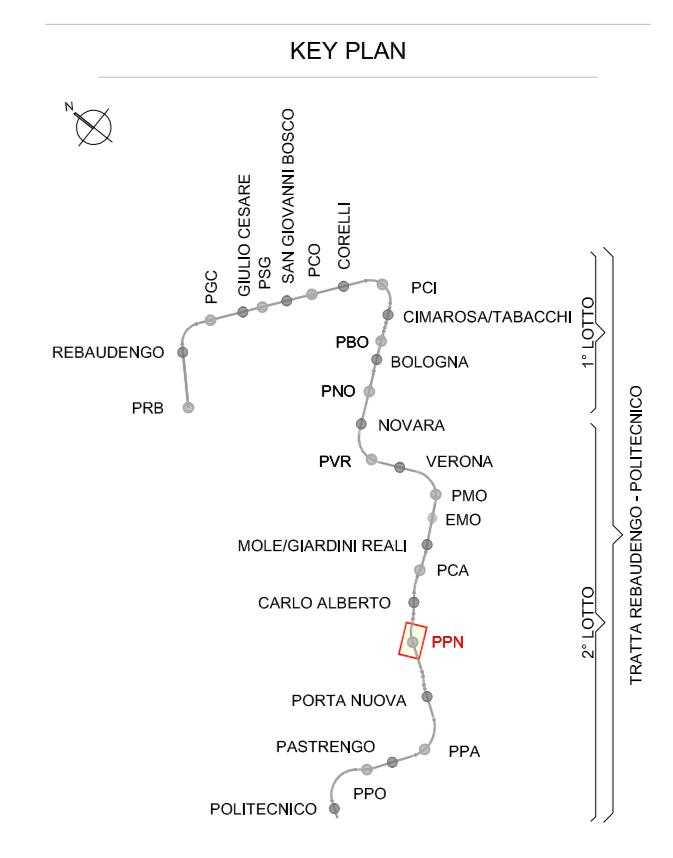 KEY PLAN
N
PGC
GIULIO CESARE
PSG
SAN GIOVANNI BOSCO
PCO
CORELLI
PCI
CIMAROSA/TABACCHI
PBO
REBAUDENGO
BOLOGNA
PNO
PRB
NOVARA
PVR
VERONA
PMO
EMO
MOLE/GIARDINI REALI
PCA
CARLO ALBERTO
PPN
PORTA NUOVA
PASTRENGO
PPA
PPO
POLITECNICO
1° LOTTO
2° LOTTO
TRATTA REBAUDENGO - POLITECNICO